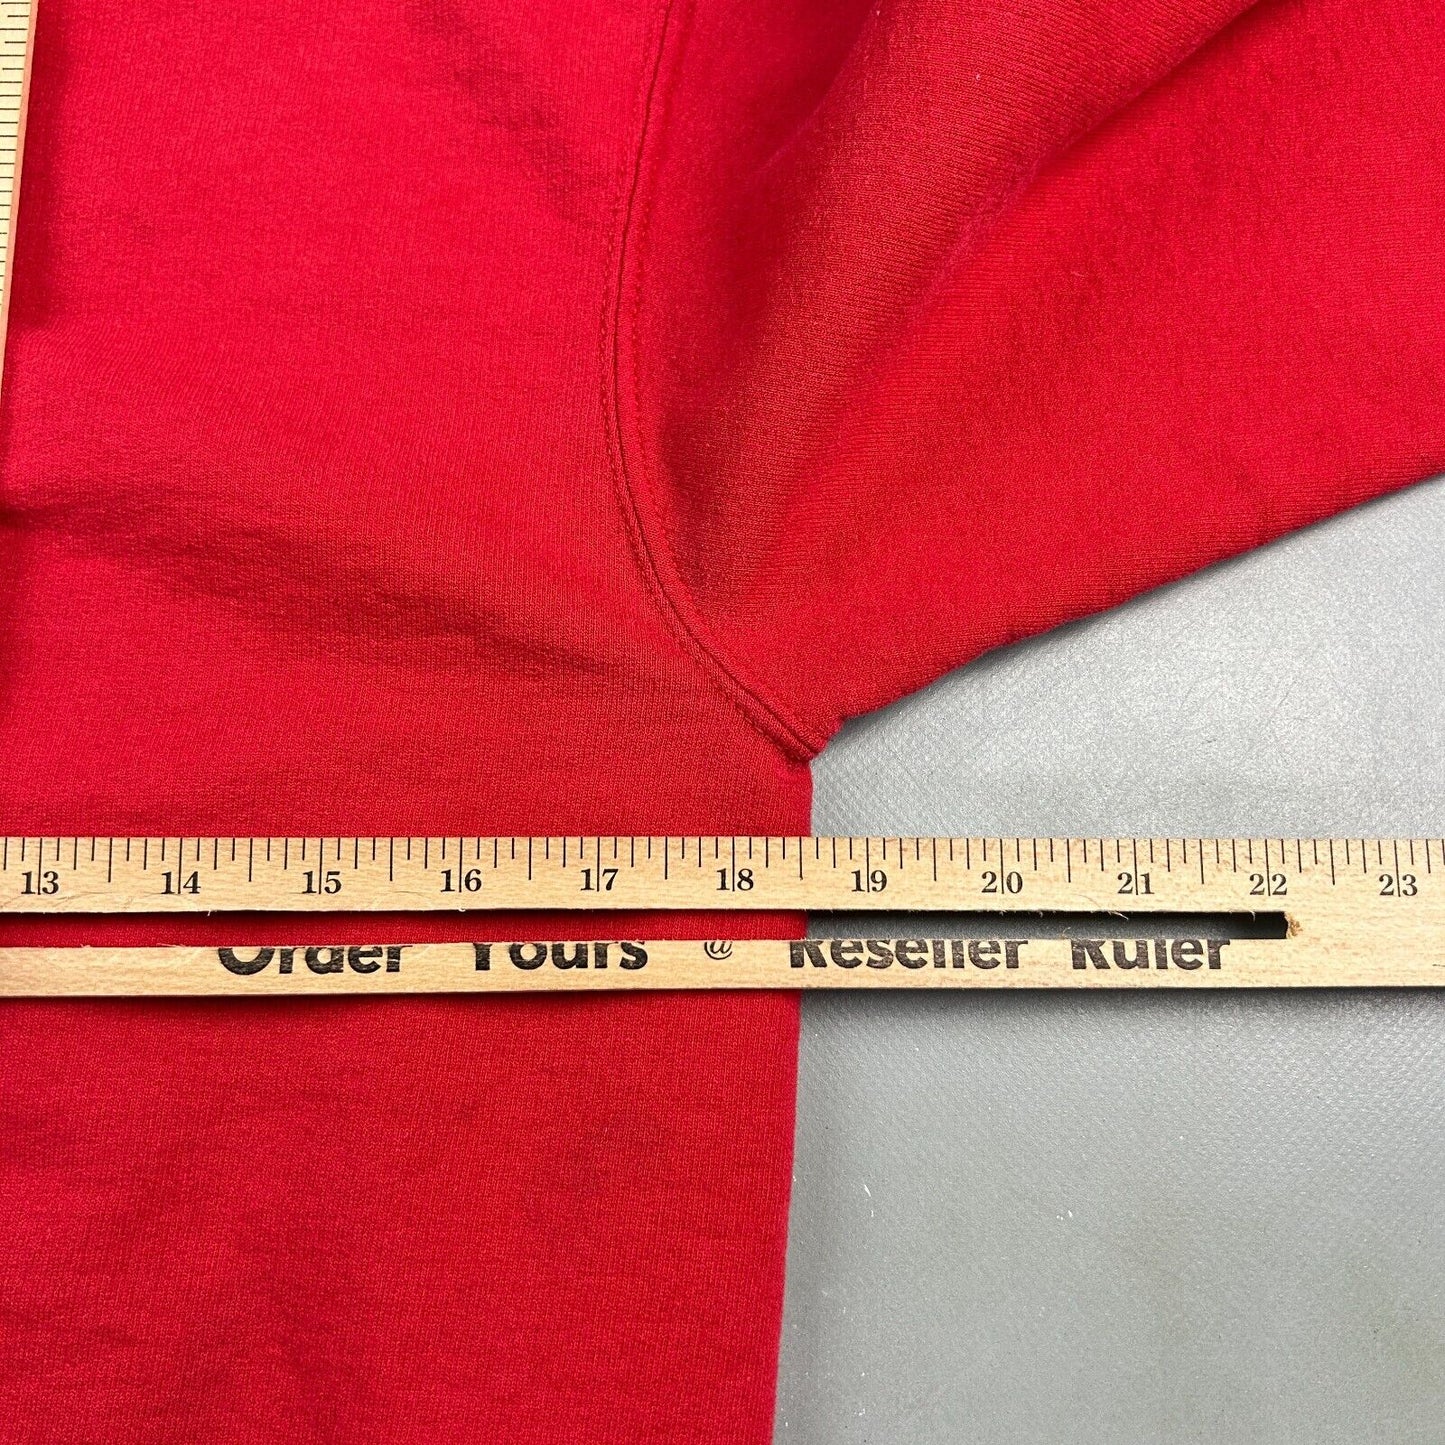 13 14 15 16 17 18 19 20 21 22 23
Order Yours @ Reseller Ruler